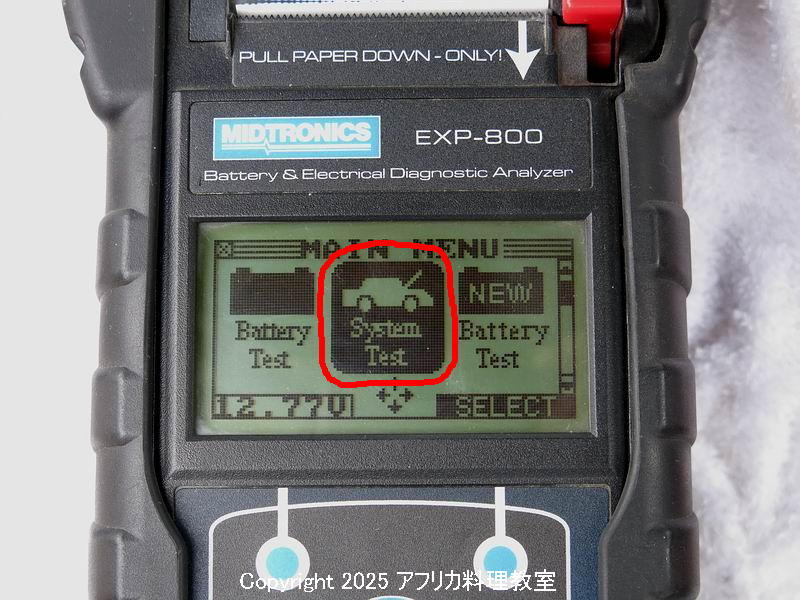 PULL PAPER DOWN - ONLY!
MIDTRONICS
EXP-800
Battery & Electrical Diagnostic Analyzer
MAIN MENU
NEW
Battery Test
System Test
Battery Test
12.77V
SELECT
Copyright 2025 アフリカ料理教室